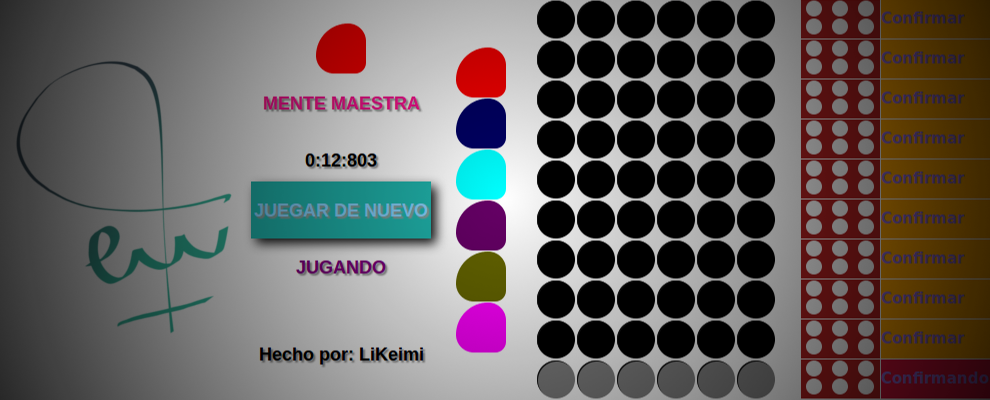 MENTE MAESTRA
0:12:803
JUEGAR DE NUEVO
JUGANDO
Hecho por: LiKeimi
Confirmar
Confirmar
Confirmar
Confirmar
Confirmar
Confirmar
Confirmar
Confirmar
Confirmar
Confirmando